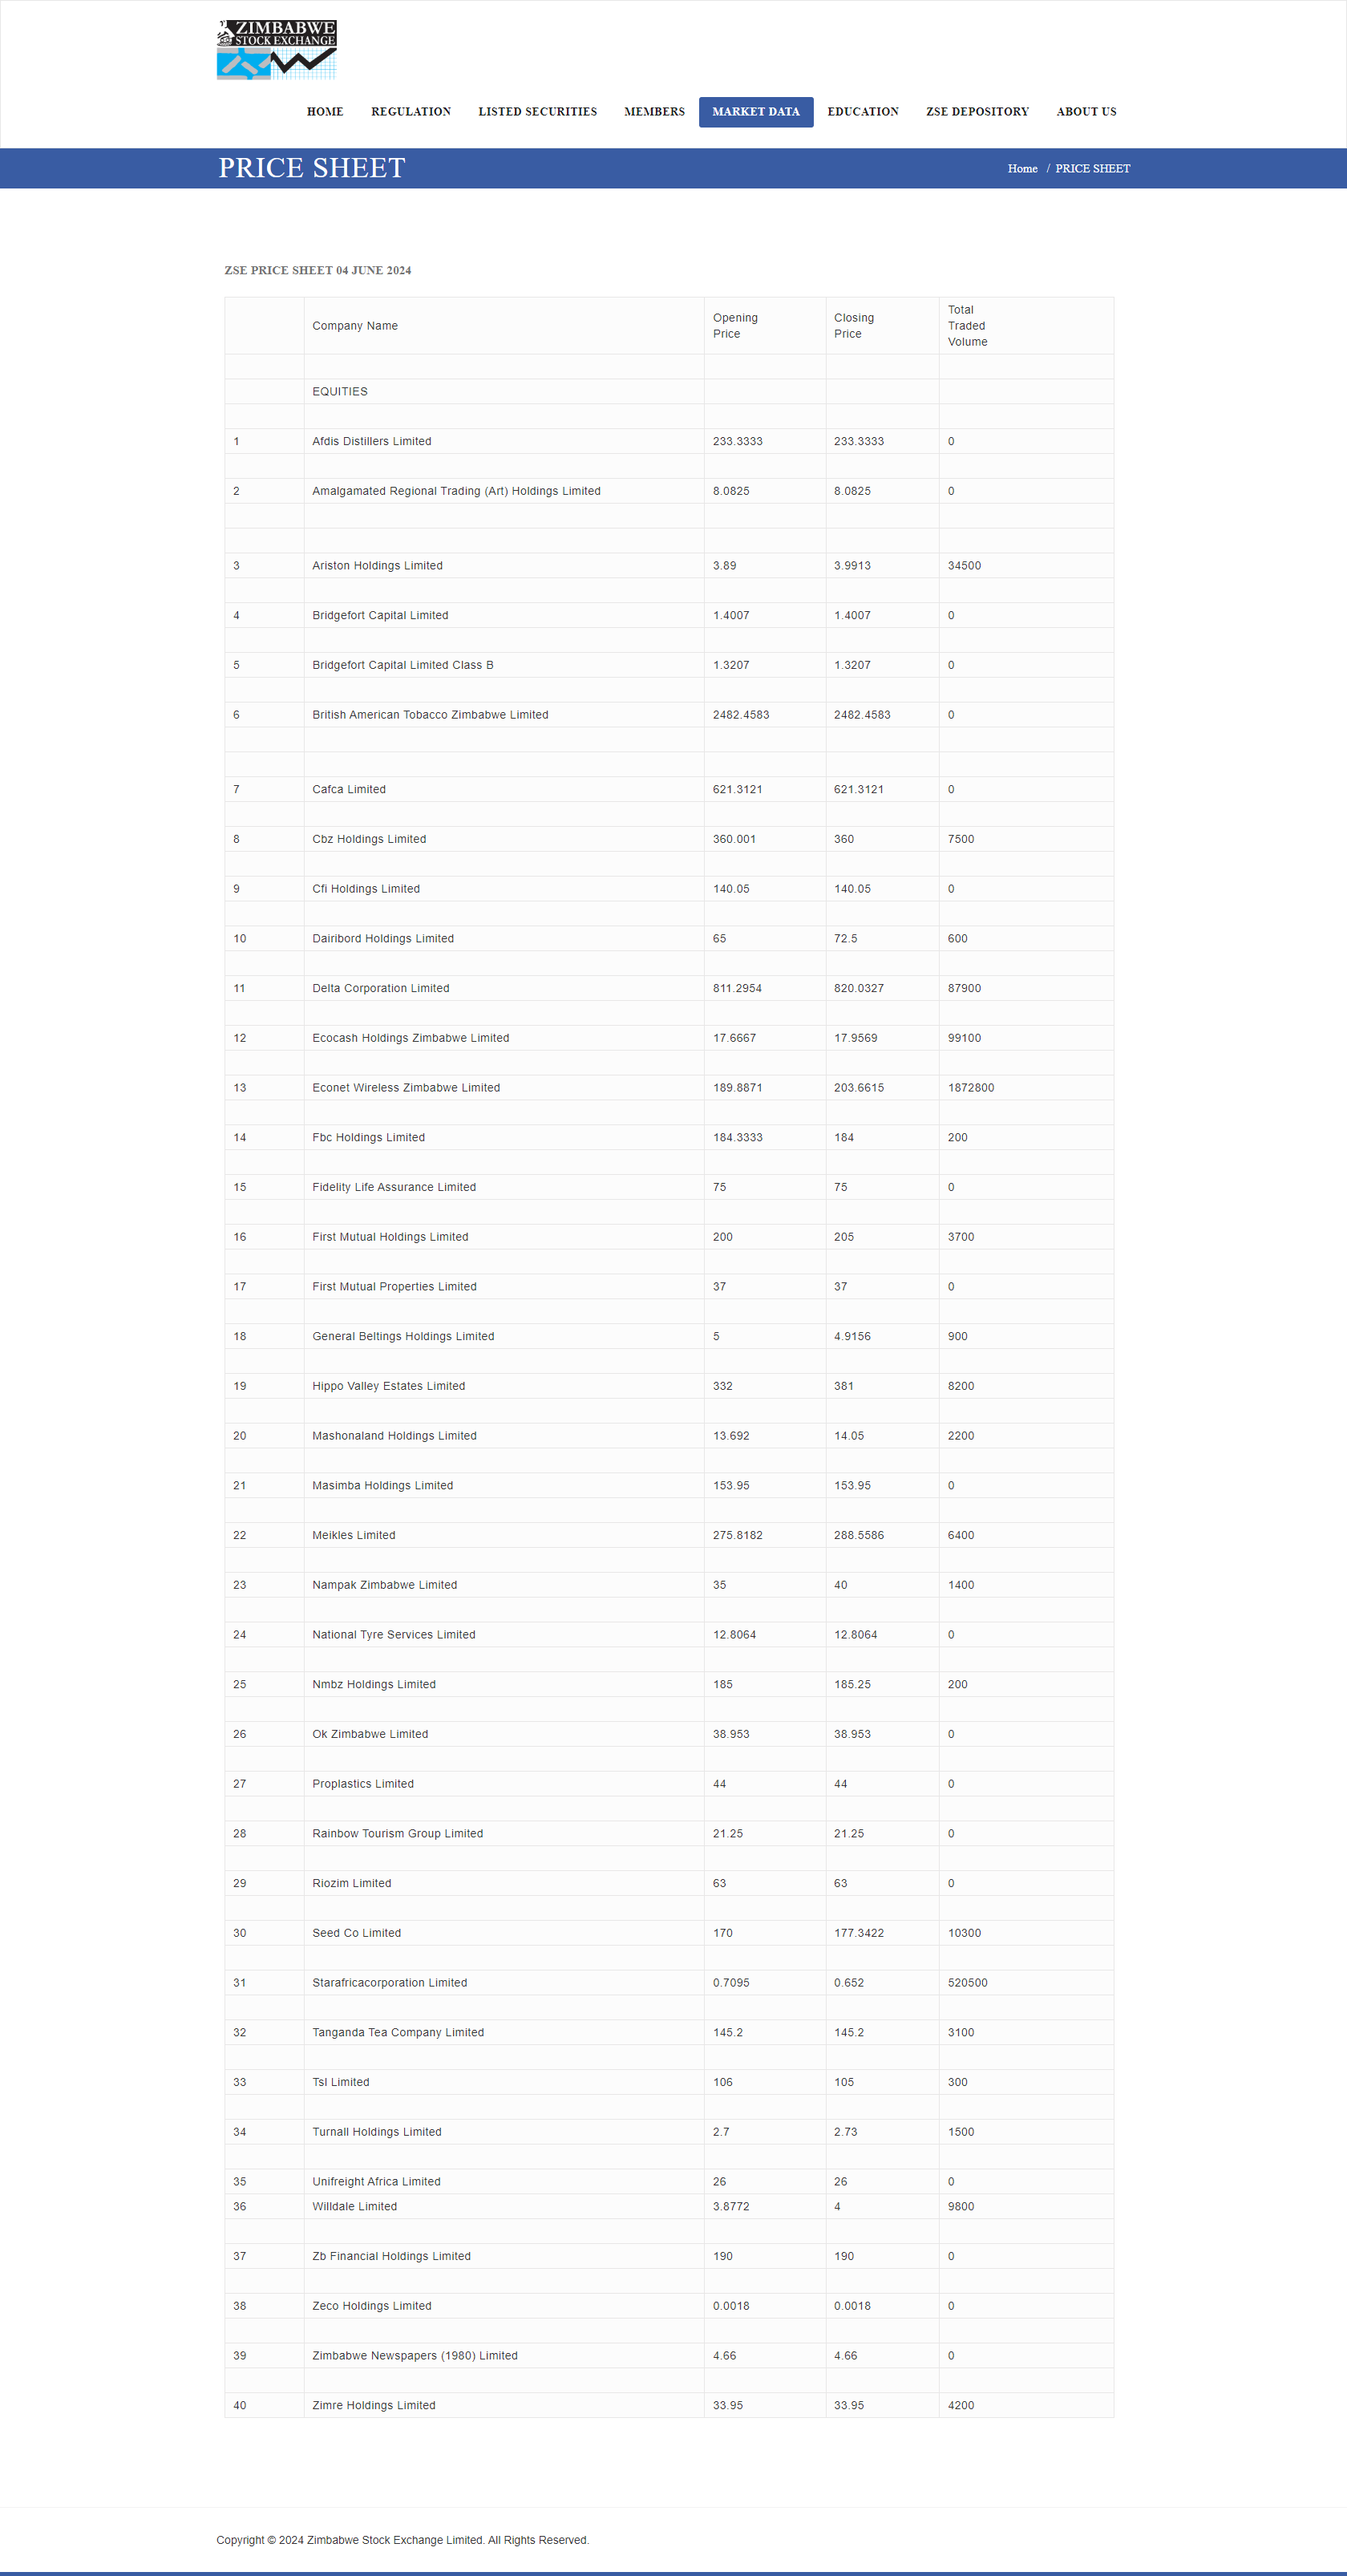 ZIMBABWE
STOCK EXCHANGE
HOME REGULATION LISTED SECURITIES MEMBERS MARKET DATA EDUCATION ZSE DEPOSITORY ABOUT US
PRICE SHEET
Home / PRICE SHEET
ZSE PRICE SHEET 04 JUNE 2024
Company Name Opening Price Closing Price Total Traded Volume
EQUITIES
1 Afdis Distillers Limited 233.3333 233.3333 0
2 Amalgamated Regional Trading (Art) Holdings Limited 8.0825 8.0825 0
3 Ariston Holdings Limited 3.89 3.9913 34500
4 Bridgefort Capital Limited 1.4007 1.4007 0
5 Bridgefort Capital Limited Class B 1.3207 1.3207 0
6 British American Tobacco Zimbabwe Limited 2482.4583 2482.4583 0
7 Cafca Limited 621.3121 621.3121 0
8 Cbz Holdings Limited 360.001 360 7500
9 Cfi Holdings Limited 140.05 140.05 0
10 Dairibord Holdings Limited 65 72.5 600
11 Delta Corporation Limited 811.2954 820.0327 87900
12 Ecocash Holdings Zimbabwe Limited 17.6667 17.9569 99100
13 Econet Wireless Zimbabwe Limited 189.8871 203.6615 1872800
14 Fbc Holdings Limited 184.3333 184 200
15 Fidelity Life Assurance Limited 75 75 0
16 First Mutual Holdings Limited 200 205 3700
17 First Mutual Properties Limited 37 37 0
18 General Beltings Holdings Limited 5 4.9156 900
19 Hippo Valley Estates Limited 332 381 8200
20 Mashonaland Holdings Limited 13.692 14.05 2200
21 Masimba Holdings Limited 153.95 153.95 0
22 Meikles Limited 275.8182 288.5586 6400
23 Nampak Zimbabwe Limited 35 40 1400
24 National Tyre Services Limited 12.8064 12.8064 0
25 Nmbz Holdings Limited 185 185.25 200
26 Ok Zimbabwe Limited 38.953 38.953 0
27 Proplastics Limited 44 44 0
28 Rainbow Tourism Group Limited 21.25 21.25 0
29 Riozim Limited 63 63 0
30 Seed Co Limited 170 177.3422 10300
31 Starafricacorporation Limited 0.7095 0.652 520500
32 Tanganda Tea Company Limited 145.2 145.2 3100
33 Tsl Limited 106 105 300
34 Turnall Holdings Limited 2.7 2.73 1500
35 Unifreight Africa Limited 26 26 0
36 Willdale Limited 3.8772 4 9800
37 Zb Financial Holdings Limited 190 190 0
38 Zeco Holdings Limited 0.0018 0.0018 0
39 Zimbabwe Newspapers (1980) Limited 4.66 4.66 0
40 Zimre Holdings Limited 33.95 33.95 4200
Copyright © 2024 Zimbabwe Stock Exchange Limited. All Rights Reserved.